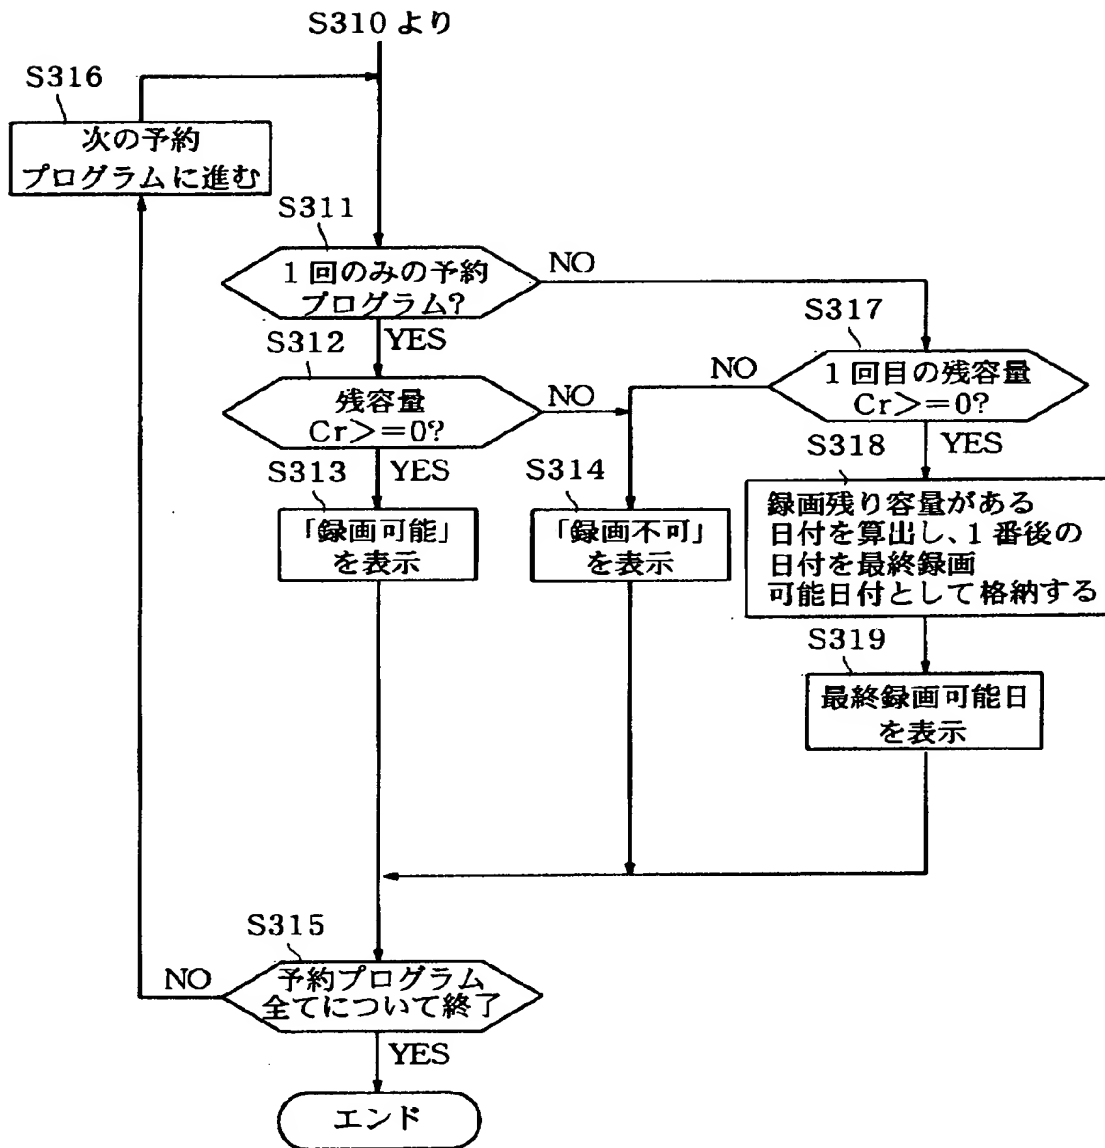 S310より
S316
次の予約
プログラムに進む
S311
1回のみの予約
プログラム?
NO
YES
S312
残容量
Cr>=0?
NO
YES
S317
1回目の残容量
Cr>=0?
NO
YES
S313
「録画可能」
を表示
S314
「録画不可」
を表示
S318
録画残り容量がある
日付を算出し、1番後の
日付を最終録画
可能日付として格納する
S319
最終録画可能日
を表示
S315
予約プログラム
全てについて終了
NO
YES
エンド